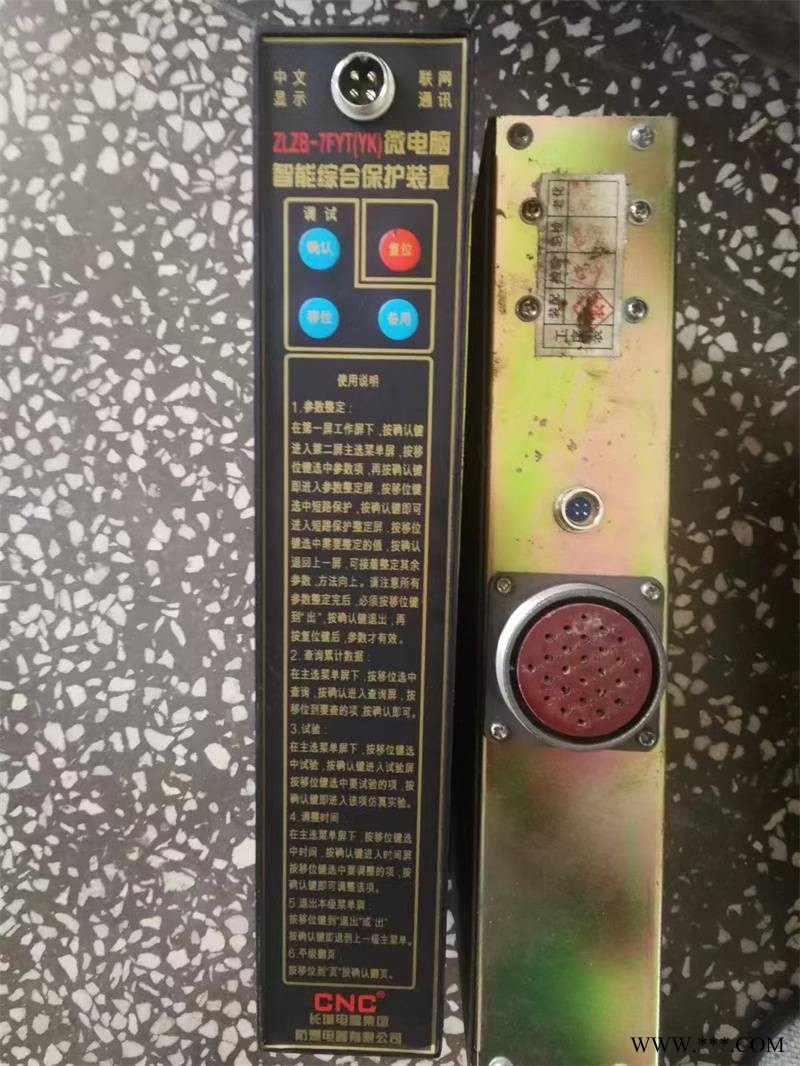 中文 联网
显示 通讯
ZLZB-7FYT(YK)微电脑
智能综合保护装置
调试
确认
复位
移位
备用
使用说明
1.参数整定：
在第一屏工作屏下，按确认键
进入第二屏主选菜单屏，按移
位键选中参数项，再按确认键
即进入参数整定屏，按移位键
选中短路保护，按确认键即可
进入短路保护整定屏，按移位
键选中需要整定的值，按确认
退回上一屏，可接着整定其余
参数，方法向上。请注意所有
参数整定完后，必须按移位键
到“出”，按确认键退出，再
按复位键后，参数才有效。
2.查询累计数据：
在主选菜单屏下，按移位选中
查询，按确认进入查询屏，按
移位到要查的项，按确认即可。
3.试验：
在主选菜单屏下，按移位键选
中试验，按确认键进入试验屏
按移位键选中要试验的项，按
确认键即进入该项仿真实验。
4.调整时间：
在主选菜单屏下，按移位键选
中时间，按确认键进入时间屏
按移位键选中要调整的项，按
确认键即可调整该项。
5.退出本级菜单屏：
按移位键到“退出”或 出”
按确认键即退到上一级主菜单。
6.平级翻页
按移位到“页”按确认翻页。
CNC®
长城电器集团
防爆电器有限公司
装配 检验 老化
WWW.***.COM